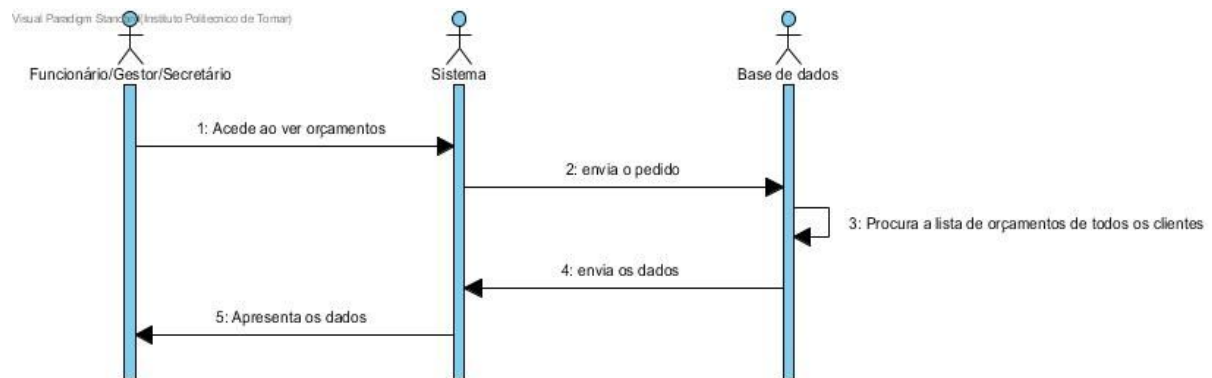 Visual Paradigm Standard(Instituto Politecnico de Tomar)
Funcionário/Gestor/Secretário
Sistema
Base de dados
1: Acede ao ver orçamentos
2: envia o pedido
3: Procura a lista de orçamentos de todos os clientes
4: envia os dados
5: Apresenta os dados